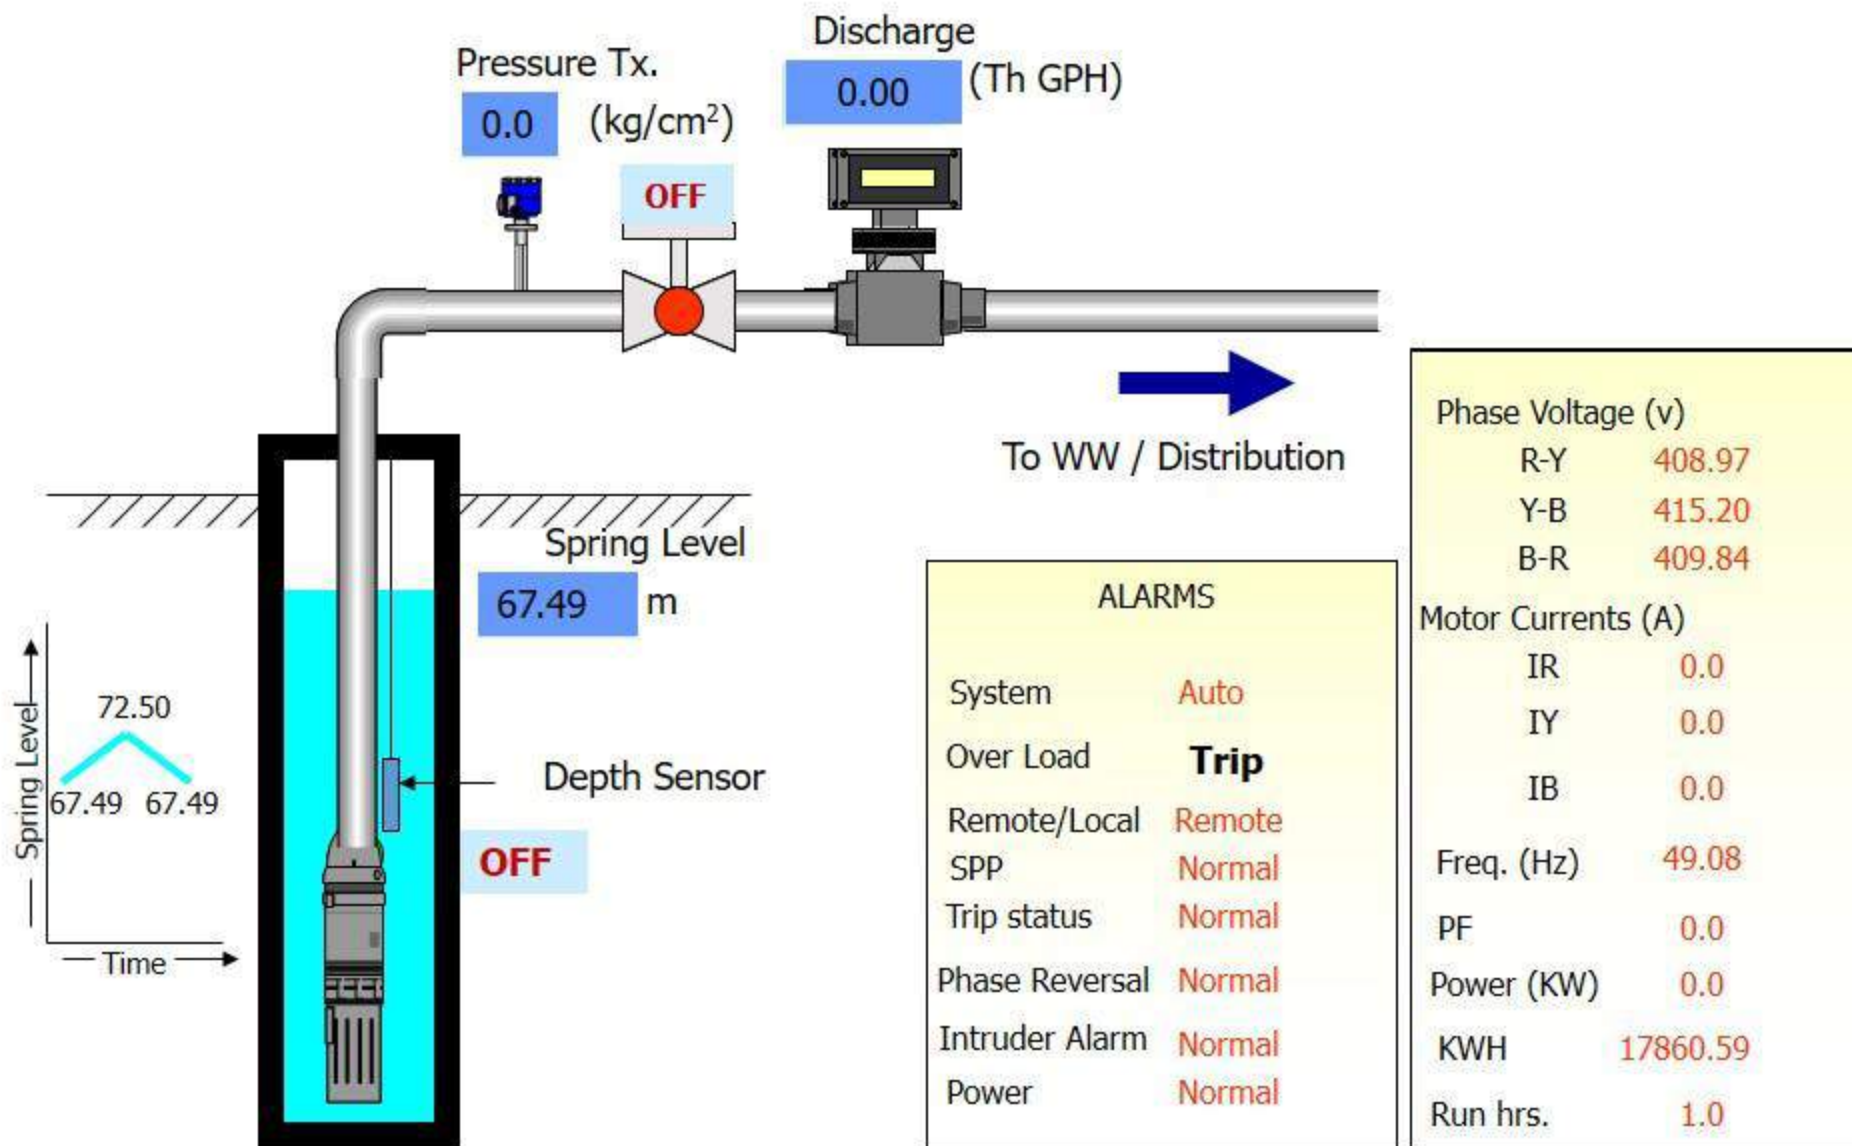 Discharge
Pressure Tx.
0.00 (Th GPH)
0.0 (kg/cm²)
OFF
To WW / Distribution
Spring Level
67.49 m
Spring Level
72.50
67.49 67.49
Time
Depth Sensor
OFF
ALARMS
System Auto
Over Load Trip
Remote/Local Remote
SPP Normal
Trip status Normal
Phase Reversal Normal
Intruder Alarm Normal
Power Normal
Phase Voltage (v)
R-Y 408.97
Y-B 415.20
B-R 409.84
Motor Currents (A)
IR 0.0
IY 0.0
IB 0.0
Freq. (Hz) 49.08
PF 0.0
Power (KW) 0.0
KWH 17860.59
Run hrs. 1.0